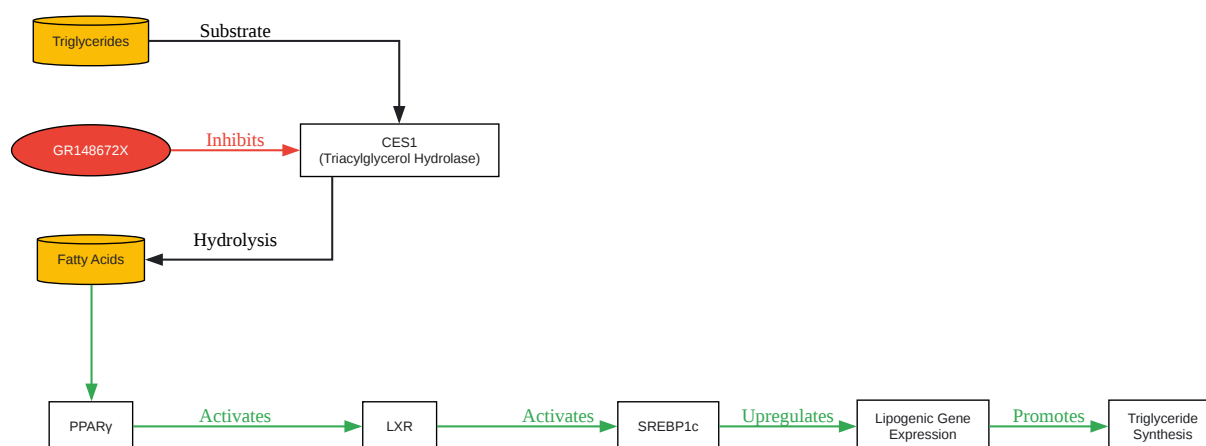 Triglycerides
Substrate
GR148672X
Inhibits
CES1
(Triacylglycerol Hydrolase)
Fatty Acids
Hydrolysis
PPARγ
Activates
LXR
Activates
SREBP1c
Upregulates
Lipogenic Gene
Expression
Promotes
Triglyceride
Synthesis